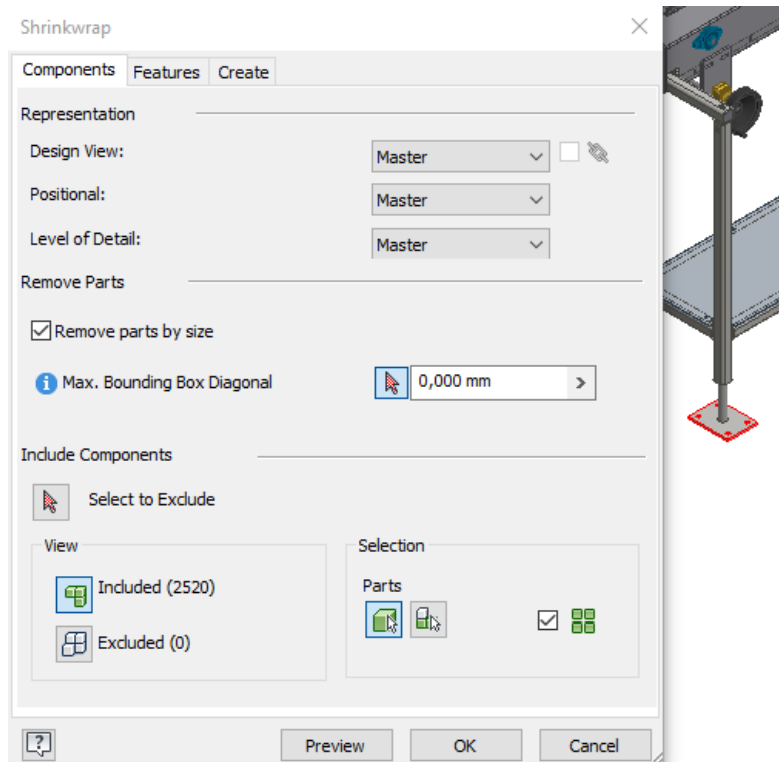 Shrinkwrap
Components Features Create
Representation
Design View: Master
Positional: Master
Level of Detail: Master
Remove Parts
Remove parts by size
Max. Bounding Box Diagonal 0,000 mm
Include Components
Select to Exclude
View Selection
Included (2520) Parts
Excluded (0)
Preview OK Cancel